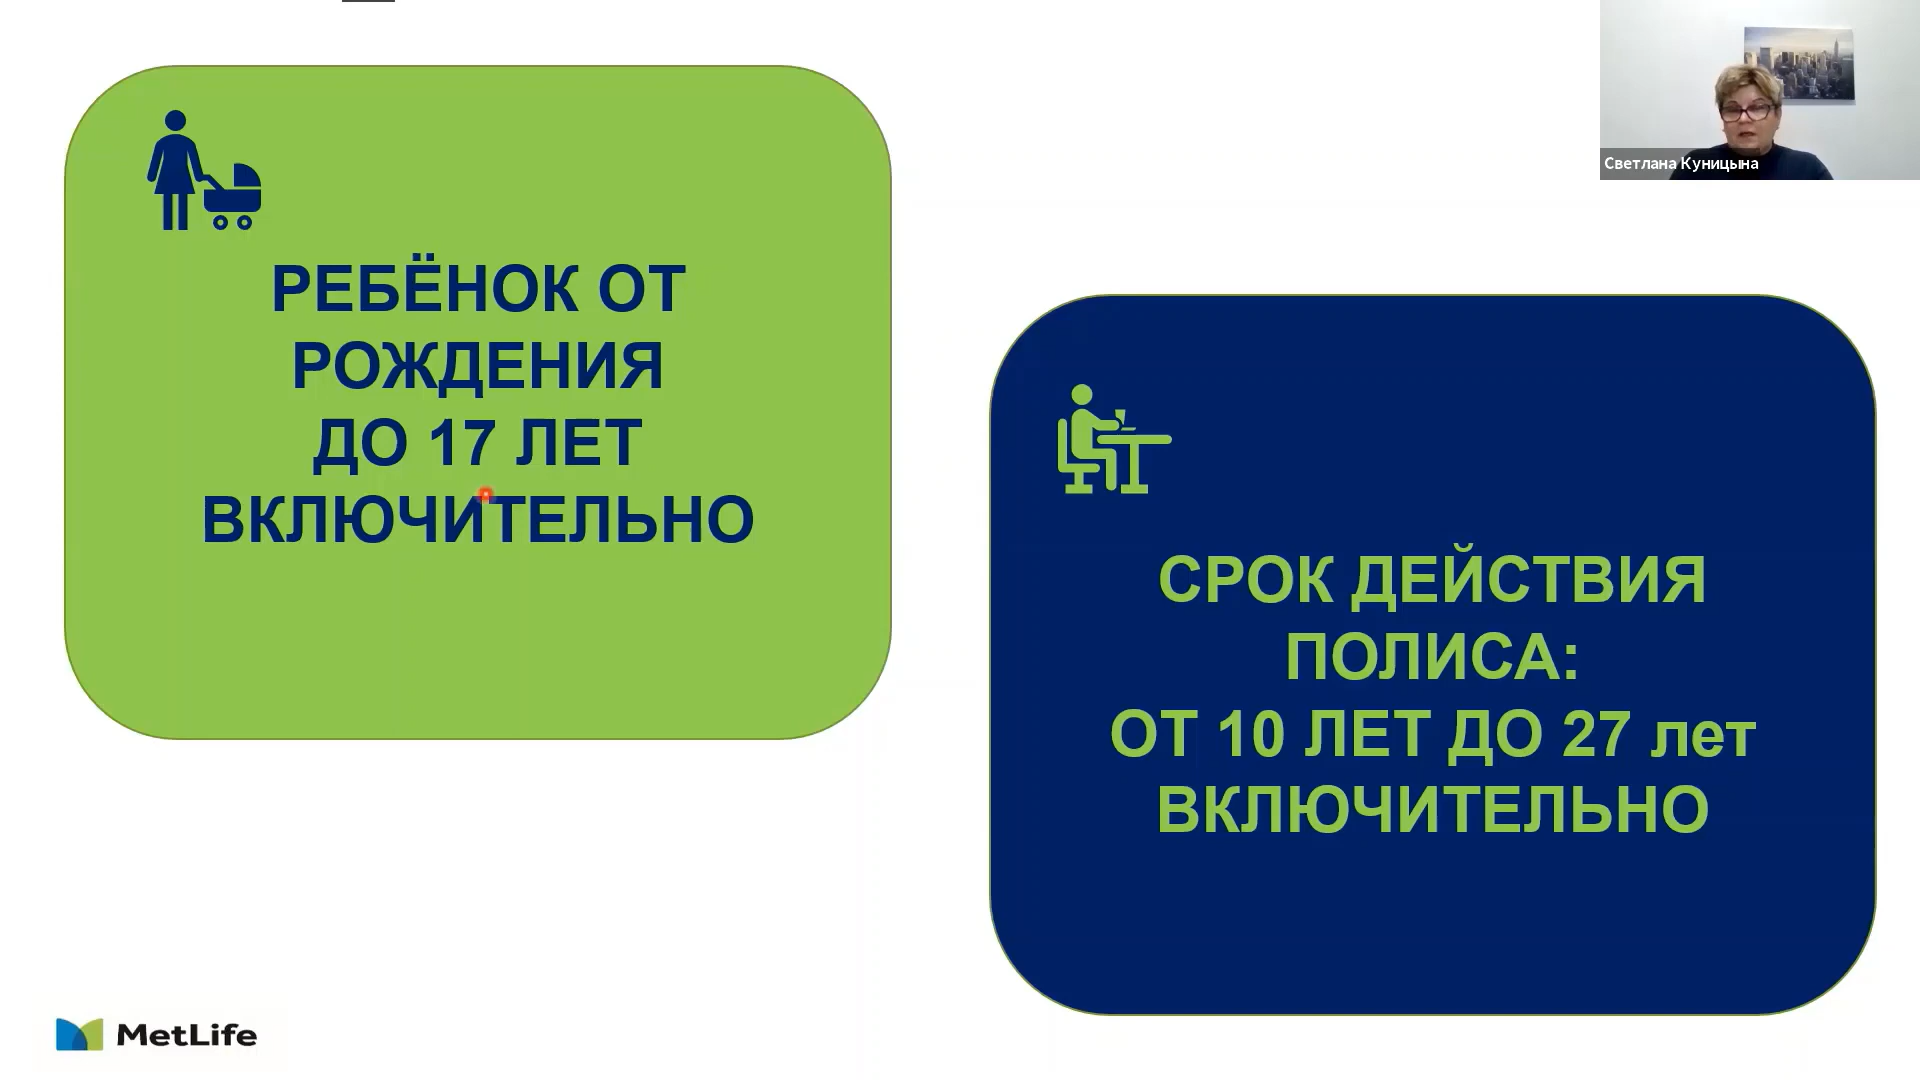 Светлана Куницына
РЕБЁНОК ОТ
РОЖДЕНИЯ
ДО 17 ЛЕТ
ВКЛЮЧИТЕЛЬНО
СРОК ДЕЙСТВИЯ
ПОЛИСА:
ОТ 10 ЛЕТ ДО 27 лет
ВКЛЮЧИТЕЛЬНО
MetLife